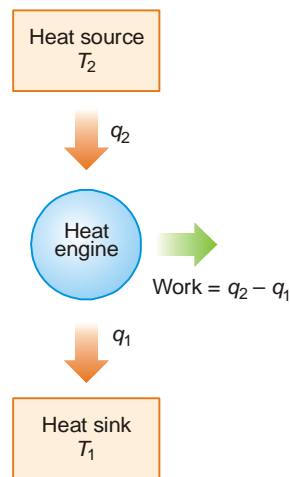 Heat source
T₂
q₂
Heat
engine
Work = q₂ – q₁
q₁
Heat sink
T₁